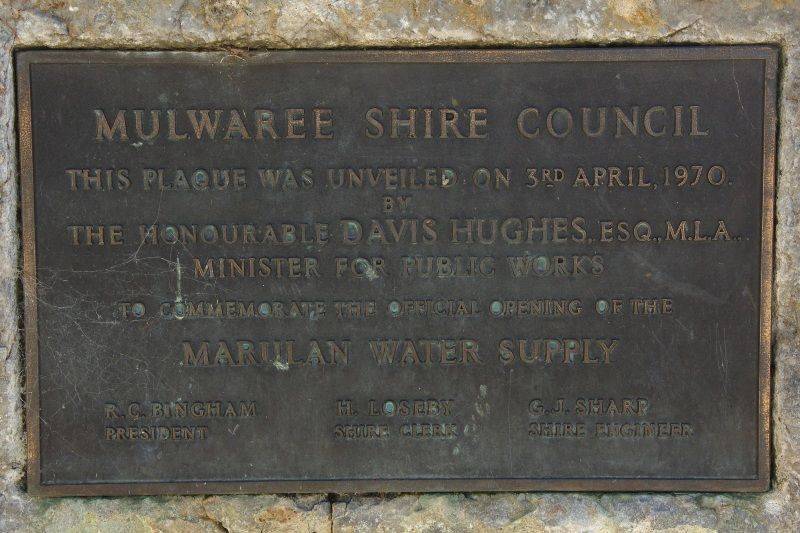 MULWAREE SHIRE COUNCIL
THIS PLAQUE WAS UNVEILED ON 3RD APRIL, 1970.
BY
THE HONOURABLE DAVIS HUGHES, ESQ., M.L.A.,
MINISTER FOR PUBLIC WORKS
TO COMMEMORATE THE OFFICIAL OPENING OF THE
MARULAN WATER SUPPLY
R.C. BINGHAM H. LOSEBY G.J. SHARP
PRESIDENT SHIRE CLERK SHIRE ENGINEER